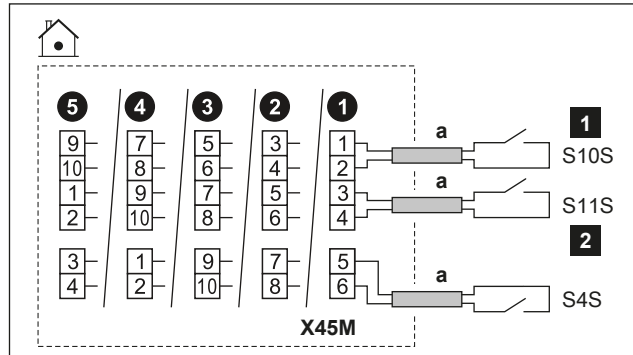 5 4 3 2 1
9 7 5 3 1 a 1
10 8 6 4 2 S10S
1 9 7 5 3 a S11S
2 10 8 6 4 2
3 1 9 7 5 a
4 2 10 8 6 S4S
X45M